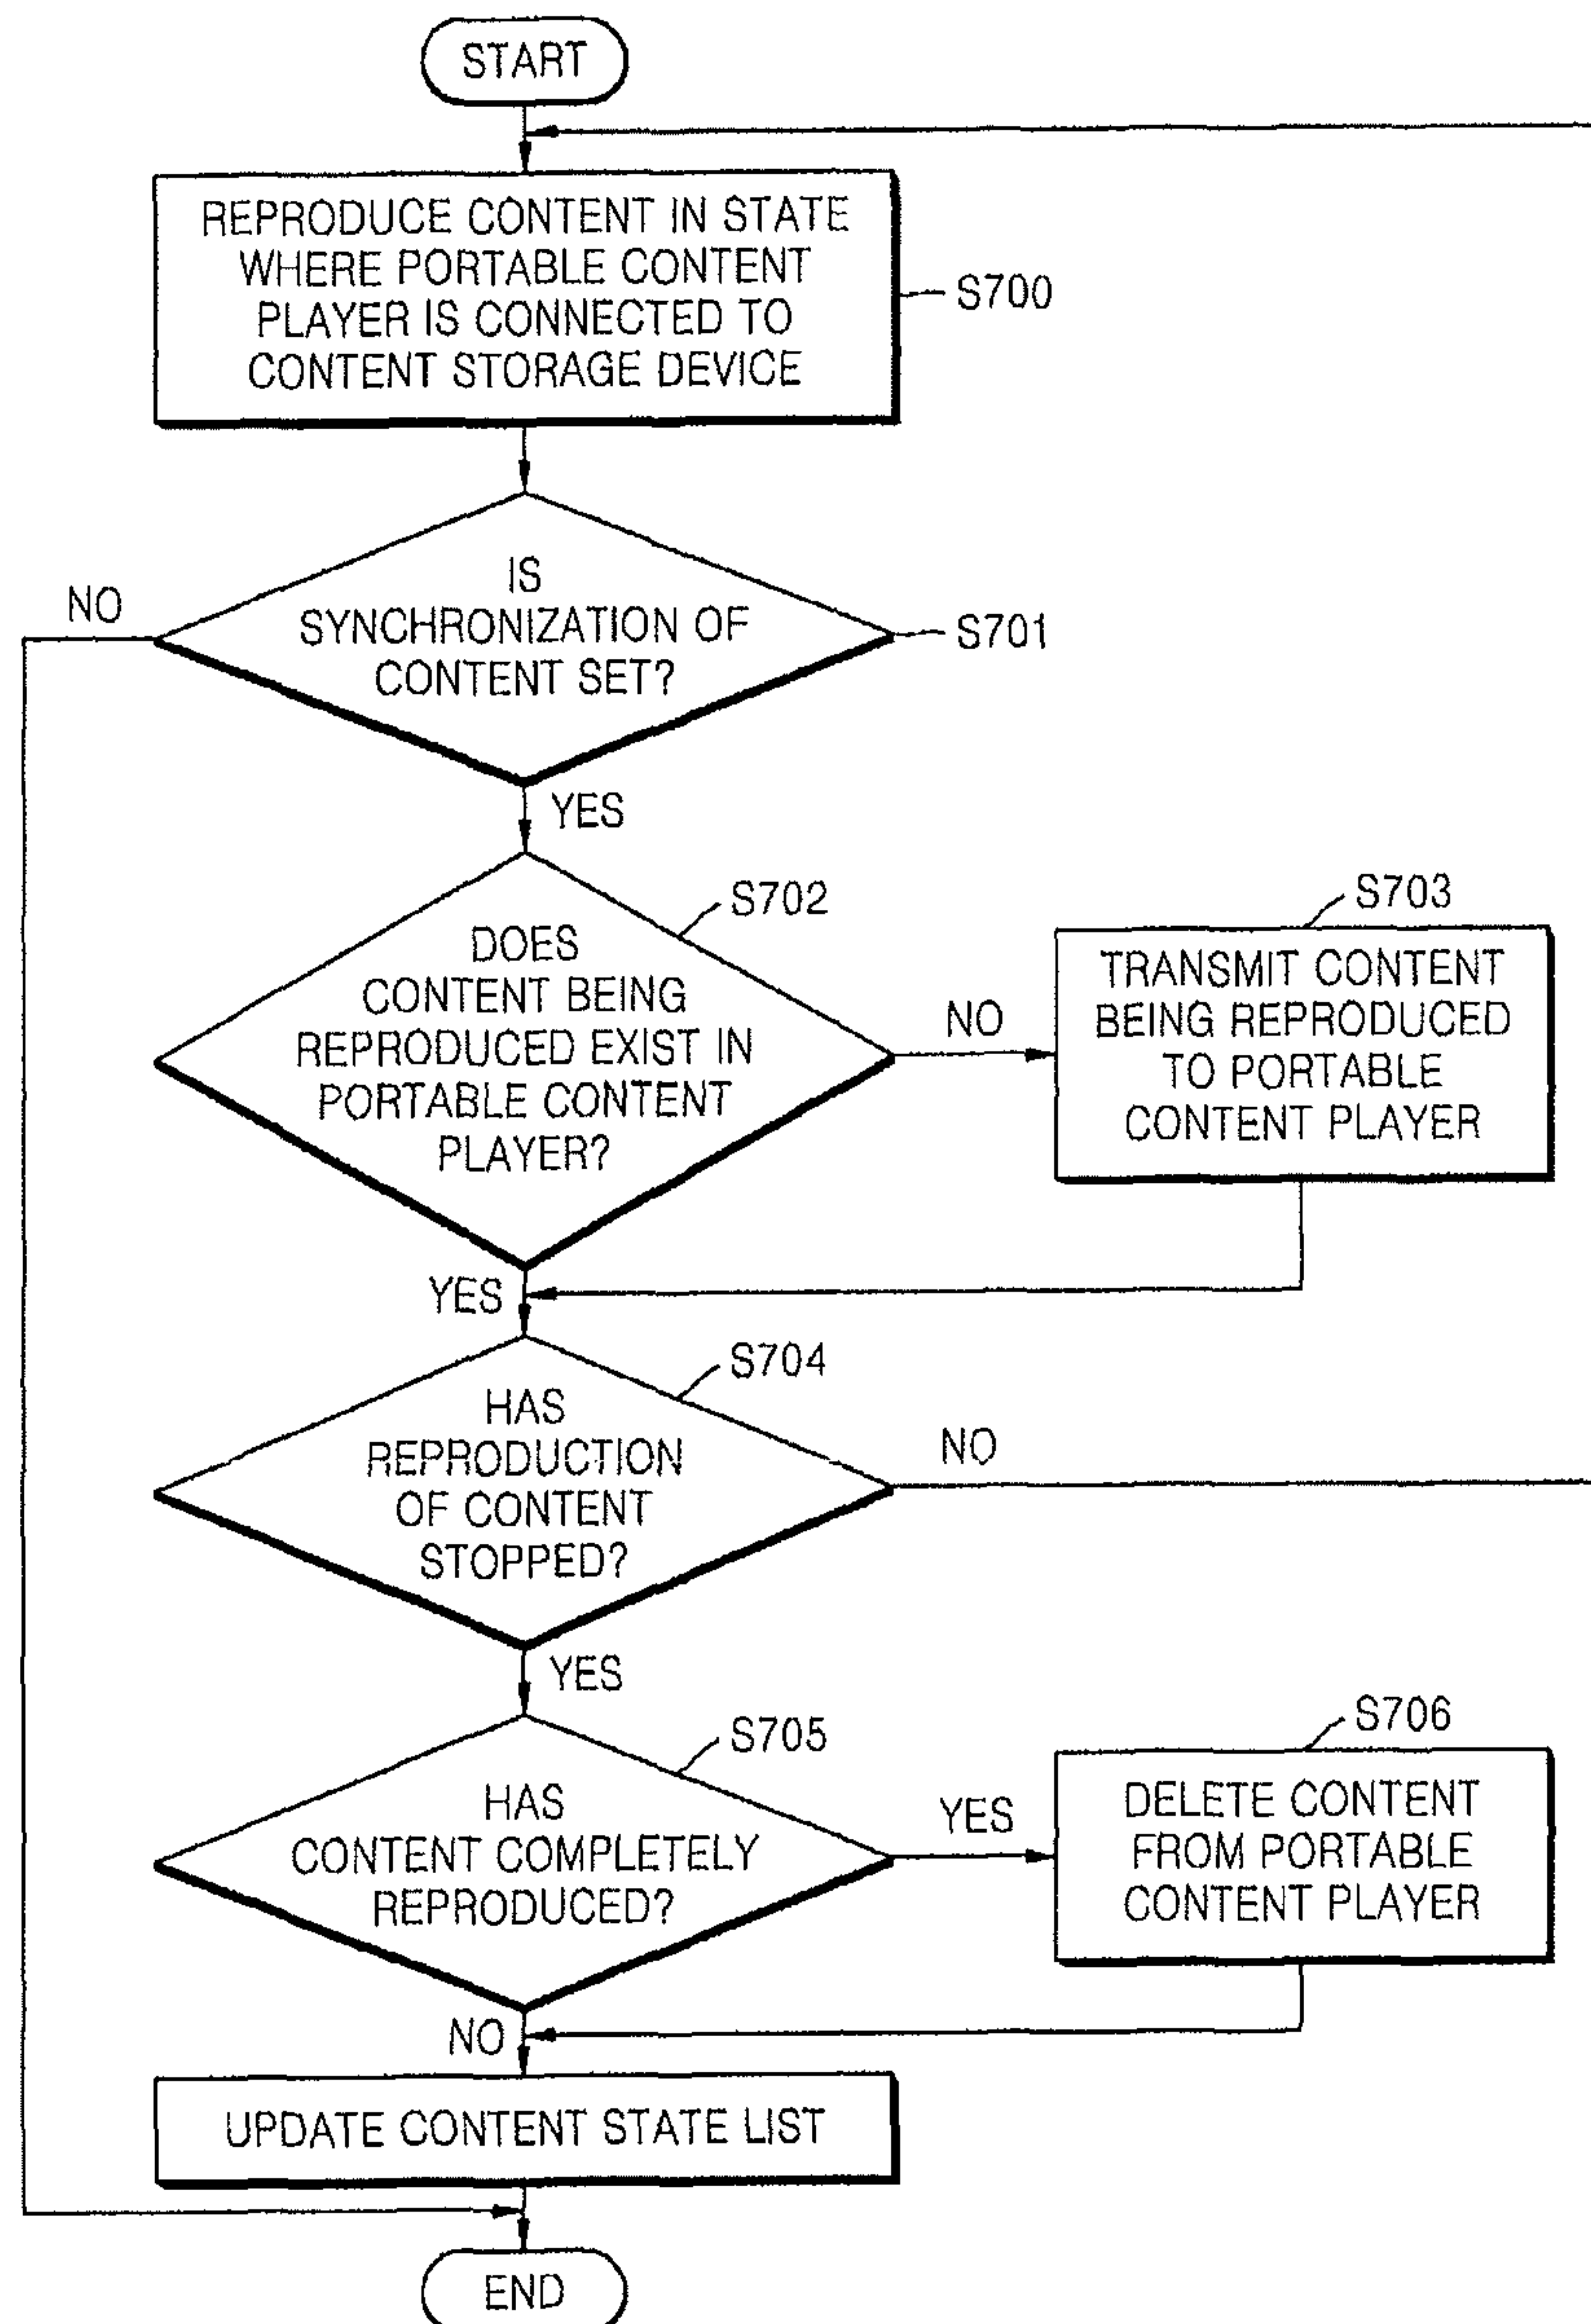 START
REPRODUCE CONTENT IN STATE
WHERE PORTABLE CONTENT
PLAYER IS CONNECTED TO
CONTENT STORAGE DEVICE
S700
IS
SYNCHRONIZATION OF
CONTENT SET?
S701
NO
YES
DOES
CONTENT BEING
REPRODUCED EXIST IN
PORTABLE CONTENT
PLAYER?
S702
NO
S703
TRANSMIT CONTENT
BEING REPRODUCED
TO PORTABLE
CONTENT PLAYER
YES
HAS
REPRODUCTION
OF CONTENT
STOPPED?
S704
NO
YES
HAS
CONTENT COMPLETELY
REPRODUCED?
S705
YES
S706
DELETE CONTENT
FROM PORTABLE
CONTENT PLAYER
NO
UPDATE CONTENT STATE LIST
END